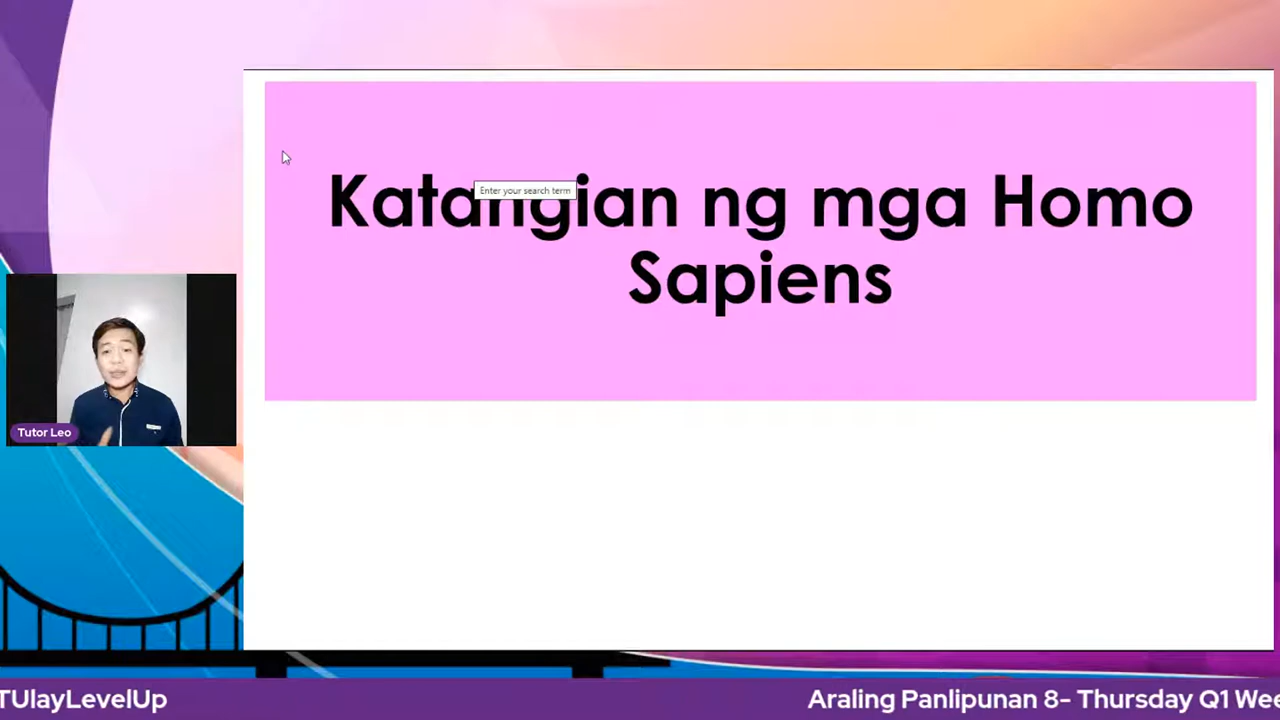 Katangian ng mga Homo
Sapiens
Enter your search term
Tutor Leo
TUlayLevelUp
Araling Panlipunan 8- Thursday Q1 Wee